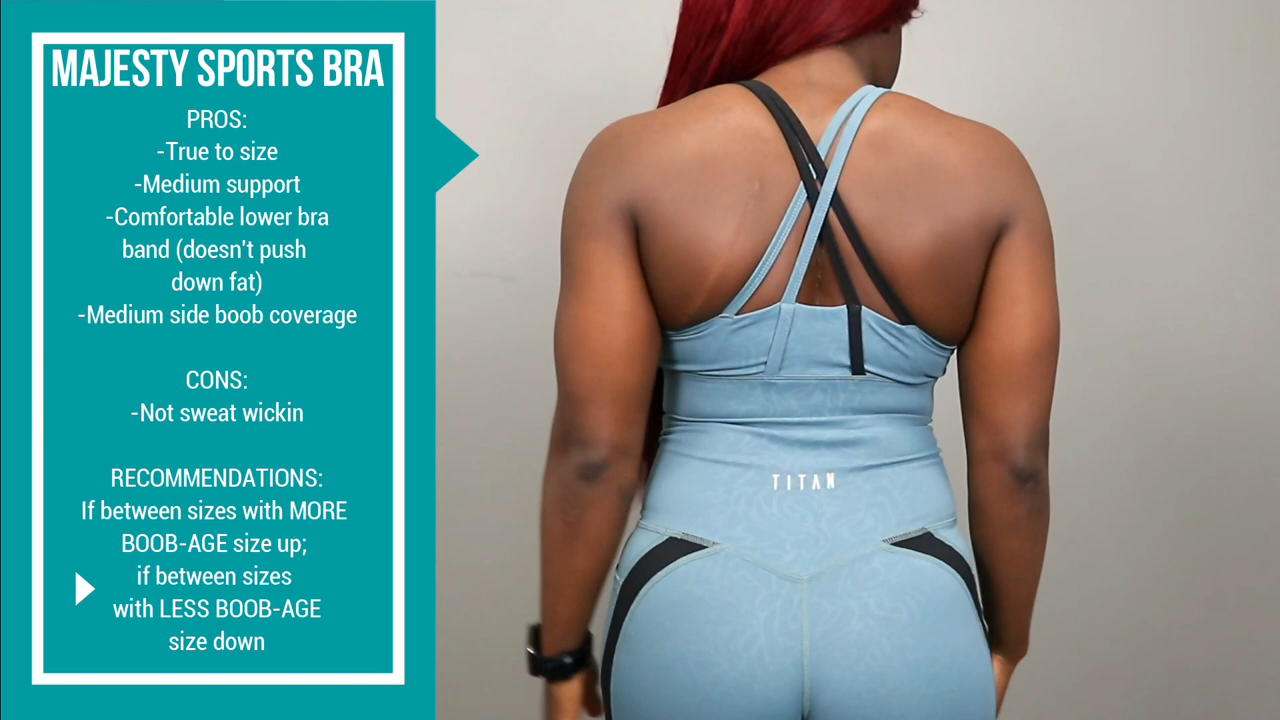 MAJESTY SPORTS BRA
PROS:
-True to size
-Medium support
-Comfortable lower bra
band (doesn't push
down fat)
-Medium side boob coverage
CONS:
-Not sweat wickin
RECOMMENDATIONS:
If between sizes with MORE
BOOB-AGE size up;
if between sizes
with LESS BOOB-AGE
size down
TITAN